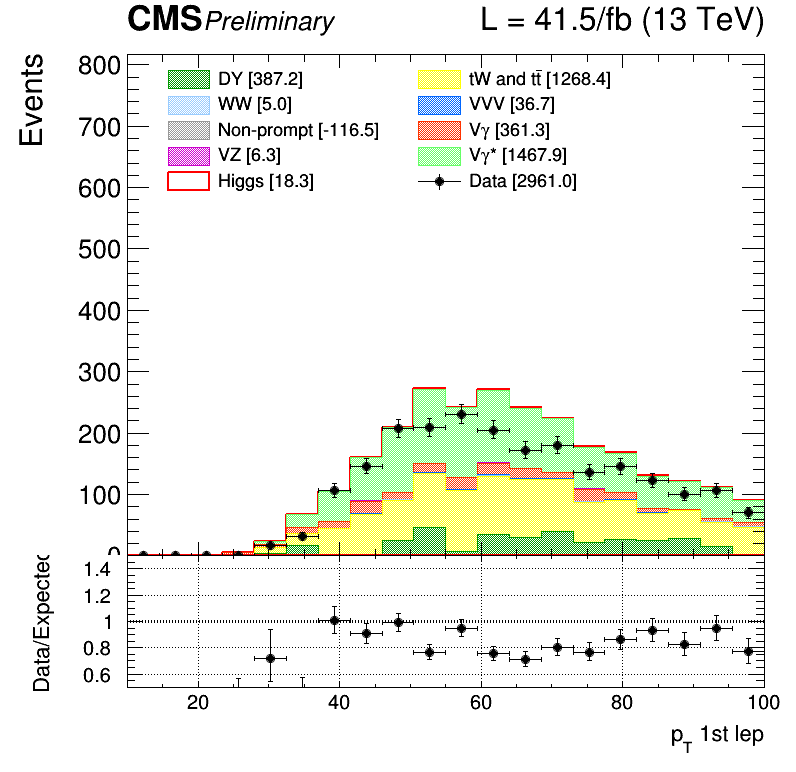 CMS Preliminary L = 41.5/fb (13 TeV)
Events
800
700
600
500
400
300
200
100
0
DY [387.2]
WW [5.0]
Non-prompt [-116.5]
VZ [6.3]
Higgs [18.3]
tW and tt̄ [1268.4]
VVV [36.7]
Vγ [361.3]
Vγ* [1467.9]
Data [2961.0]
Data/Expected
1.4
1.2
1
0.8
0.6
20 40 60 80 100
p_T 1st lep